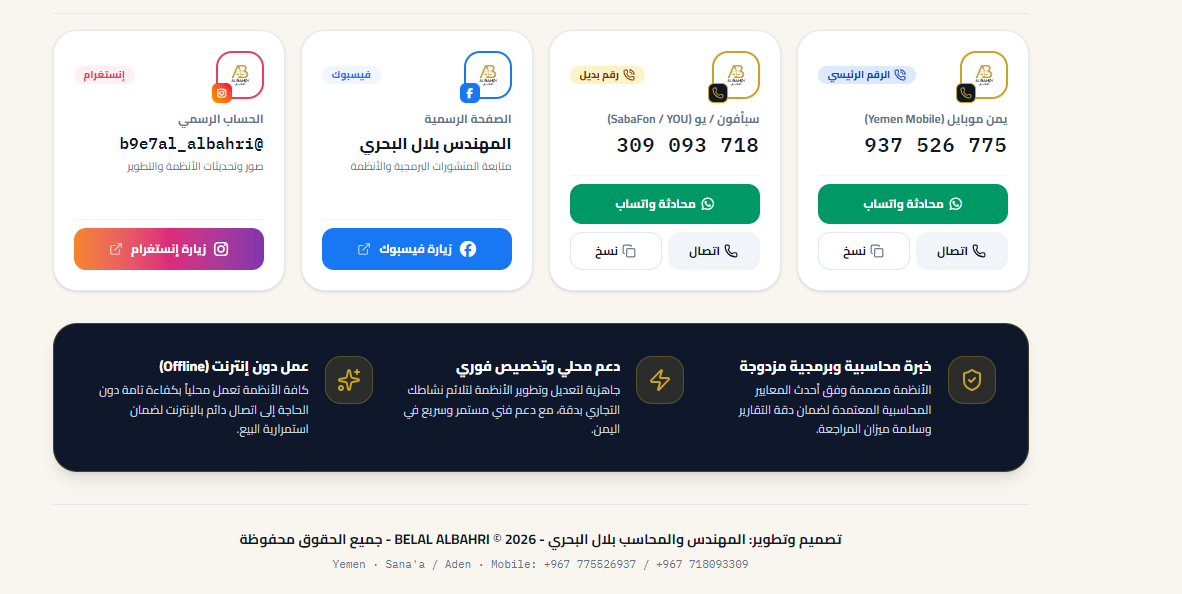 الرقم الرئيسي
يمن موبايل (Yemen Mobile)
775 526 937
محادثة واتساب
اتصال
نسخ
رقم بديل
سبأفون / يو (SabaFon / YOU)
718 093 309
محادثة واتساب
اتصال
نسخ
فيسبوك
الصفحة الرسمية
المهندس بلال البحري
متابعة المنشورات البرمجية والأنظمة
زيارة فيسبوك
إنستغرام
الحساب الرسمي
@b9e7al_albahri
صور وتحديثات الأنظمة والتطوير
زيارة إنستغرام
خبرة محاسبية وبرمجية مزدوجة
الأنظمة مصممة وفق أحدث المعايير
المحاسبية المعتمدة لضمان دقة التقارير
وسلامة ميزان المراجعة.
دعم محلي وتخصيص فوري
جاهزية لتعديل وتطوير الأنظمة لتلائم نشاطك
التجاري بدقة، مع دعم فني مستمر وسريع في
اليمن.
عمل دون إنترنت (Offline)
كافة الأنظمة تعمل محلياً بكفاءة تامة دون
الحاجة إلى اتصال دائم بالإنترنت لضمان
استمرارية البيع.
تصميم وتطوير: المهندس والمحاسب بلال البحري - BELAL ALBAHRI © 2026 - جميع الحقوق محفوظة
Yemen · Sana'a / Aden · Mobile: +967 775526937 / +967 718093309